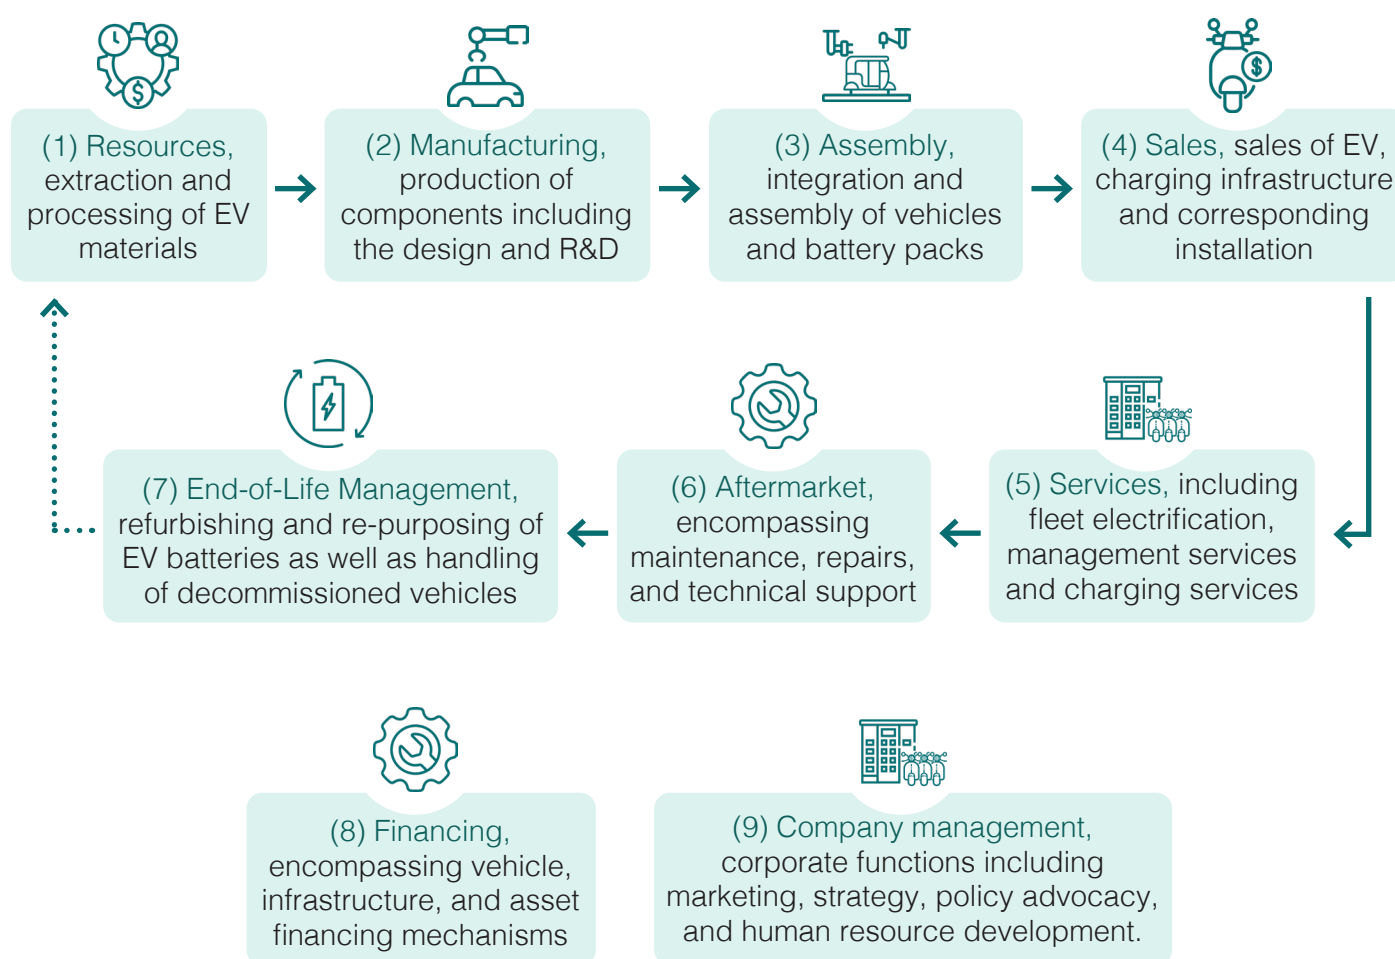 (1) Resources,
extraction and
processing of EV
materials
(2) Manufacturing,
production of
components including
the design and R&D
(3) Assembly,
integration and
assembly of vehicles
and battery packs
(4) Sales, sales of EV,
charging infrastructure
and corresponding
installation
(5) Services, including
fleet electrification,
management services
and charging services
(6) Aftermarket,
encompassing
maintenance, repairs,
and technical support
(7) End-of-Life Management,
refurbishing and re-purposing of
EV batteries as well as handling
of decommissioned vehicles
(8) Financing,
encompassing vehicle,
infrastructure, and asset
financing mechanisms
(9) Company management,
corporate functions including
marketing, strategy, policy advocacy,
and human resource development.